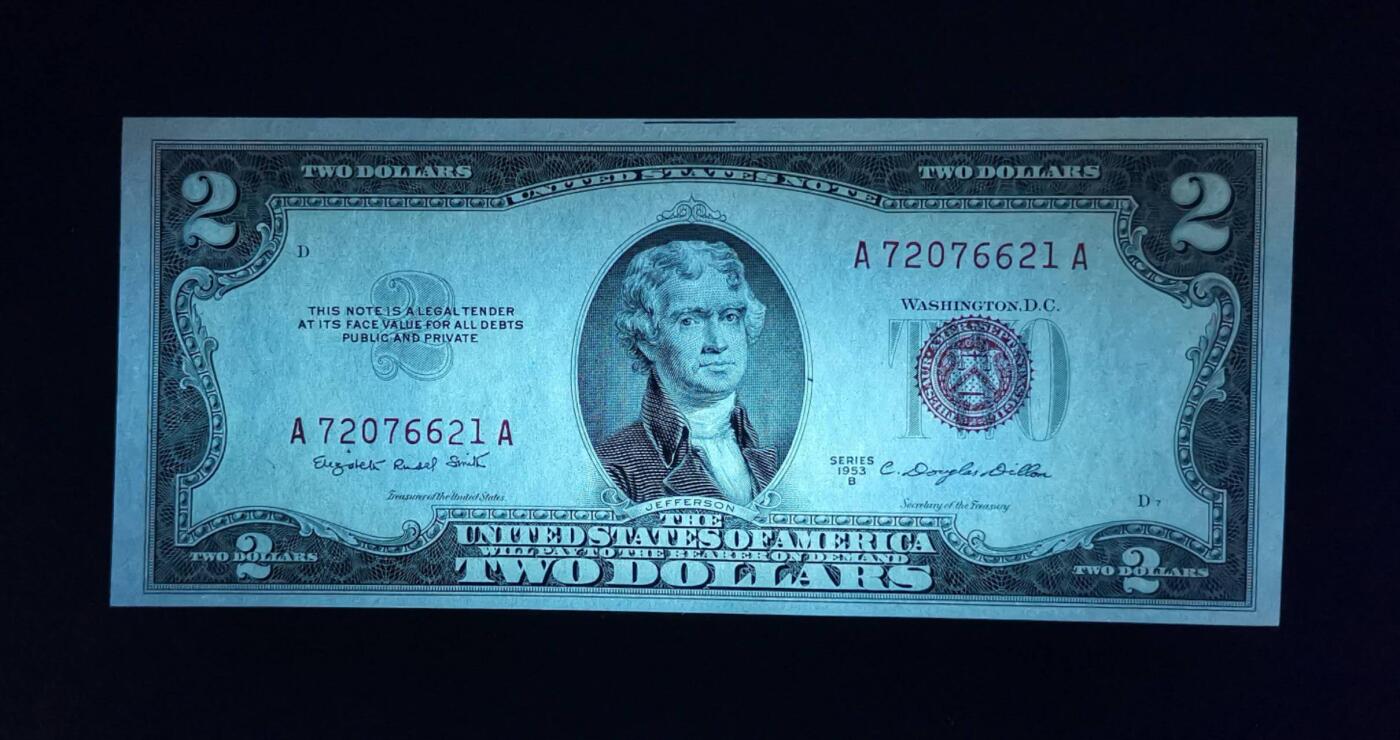 TWO DOLLARS
UNITED STATES NOTE
TWO DOLLARS
2
2
D
A 72076621 A
THIS NOTE IS A LEGAL TENDER
AT ITS FACE VALUE FOR ALL DEBTS
PUBLIC AND PRIVATE
2
WASHINGTON, D.C.
TWO
A 72076621 A
Elizabeth Rudel Smith
Treasurer of the United States.
SERIES
1953
B
C. Douglas Dillon
Secretary of the Treasury.
D 7
JEFFERSON
THE
UNITED STATES OF AMERICA
WILL PAY TO THE BEARER ON DEMAND
TWO DOLLARS
TWO DOLLARS
2
TWO DOLLARS
2